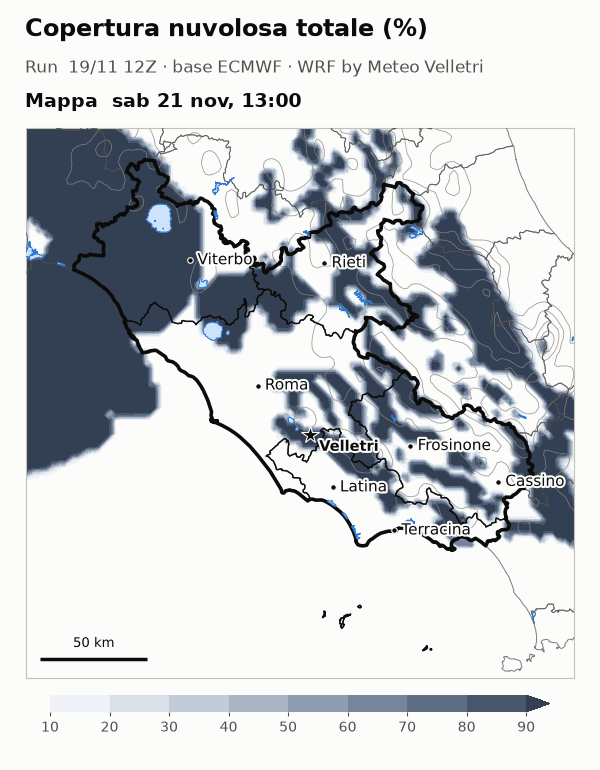 Copertura nuvolosa totale (%)
Run 19/11 12Z · base ECMWF · WRF by Meteo Velletri
Mappa sab 21 nov, 13:00
Viterbo
Rieti
Roma
Velletri
Frosinone
Latina
Cassino
Terracina
50 km
10 20 30 40 50 60 70 80 90